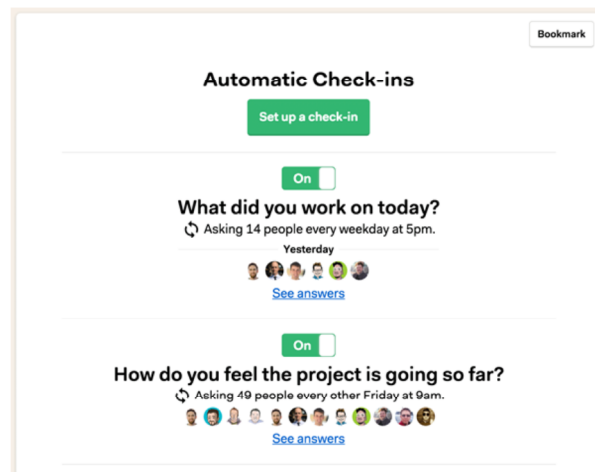 Bookmark
Automatic Check-ins
Set up a check-in
On
What did you work on today?
Asking 14 people every weekday at 5pm.
Yesterday
See answers
On
How do you feel the project is going so far?
Asking 49 people every other Friday at 9am.
See answers